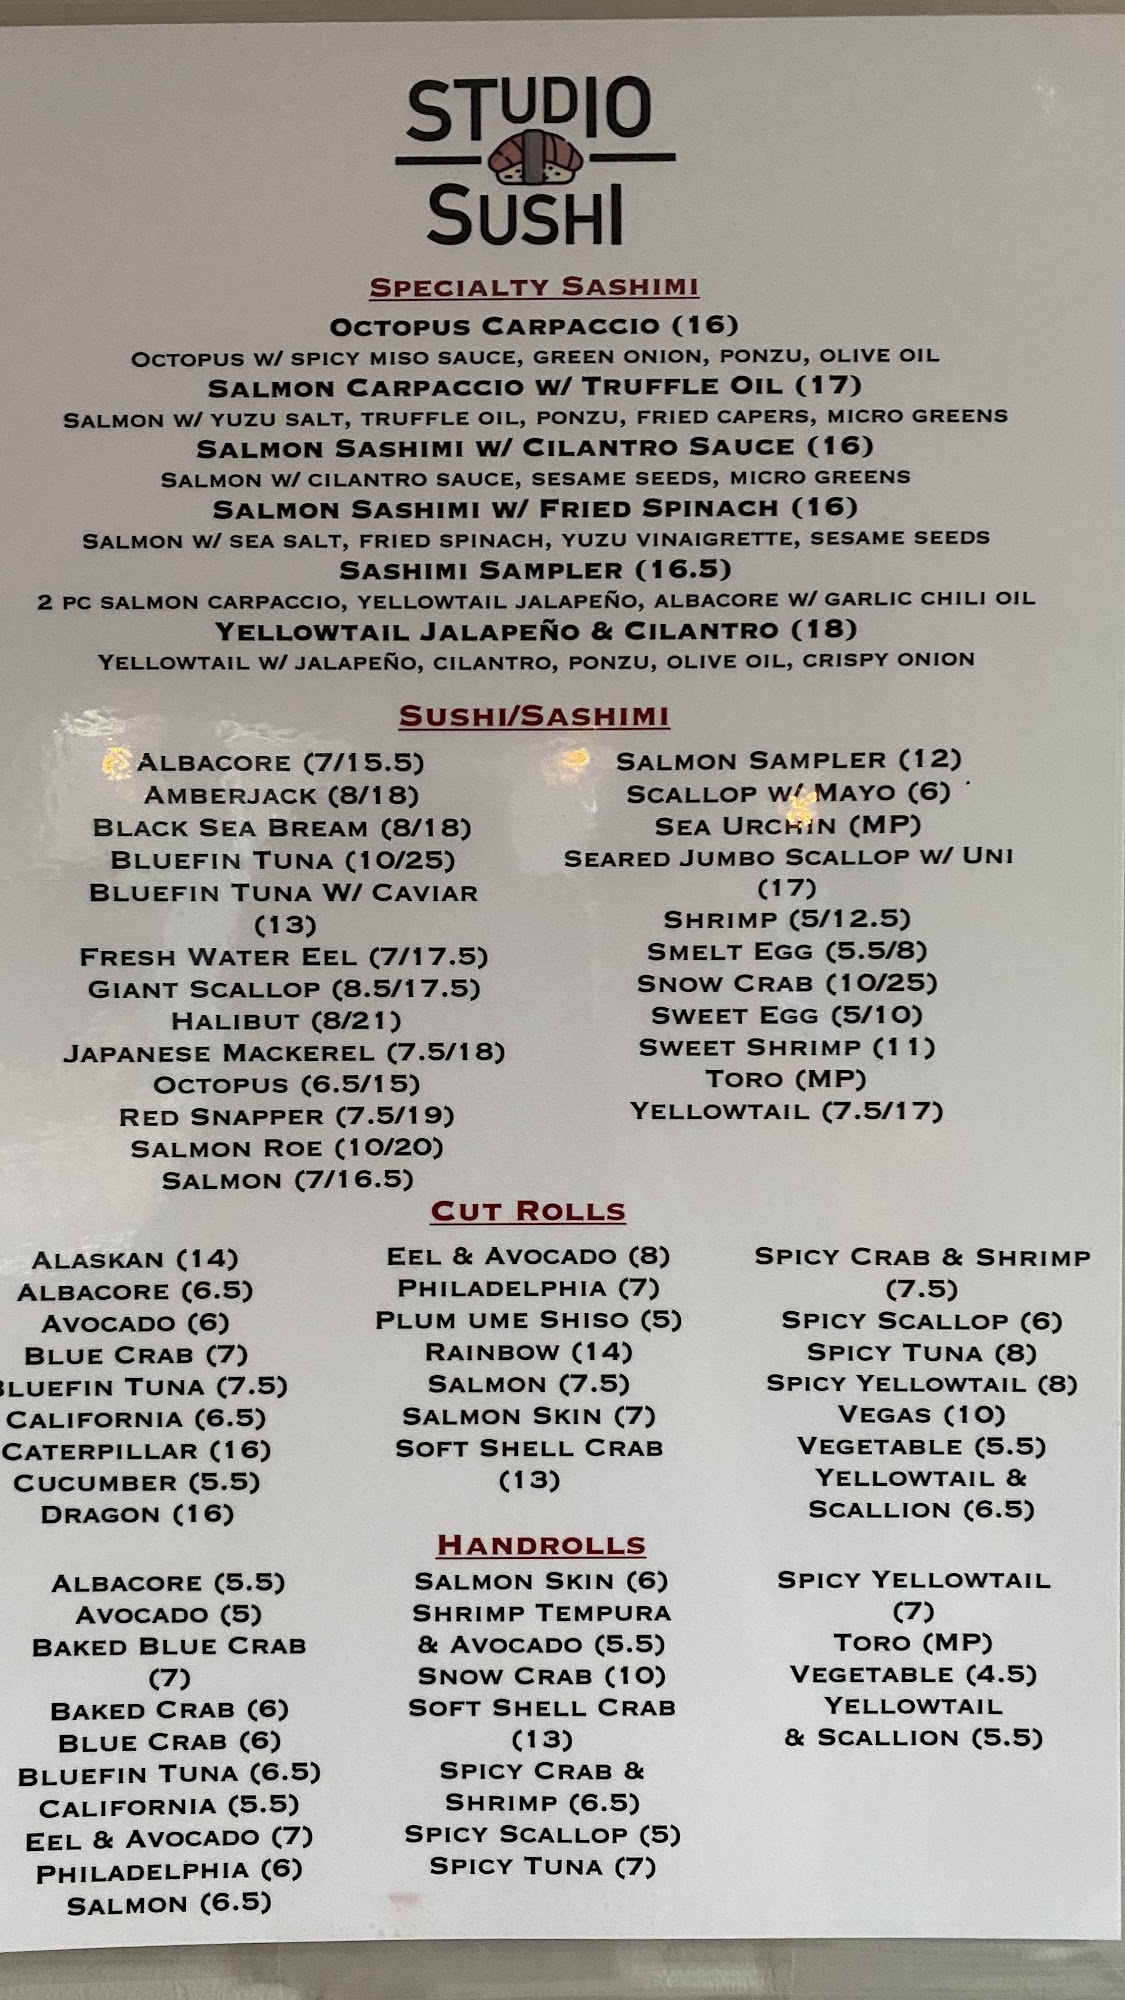 STUDIO
SUSHI
SPECIALTY SASHIMI
OCTOPUS CARPACCIO (16)
OCTOPUS W/ SPICY MISO SAUCE, GREEN ONION, PONZU, OLIVE OIL
SALMON CARPACCIO W/ TRUFFLE OIL (17)
SALMON W/ YUZU SALT, TRUFFLE OIL, PONZU, FRIED CAPERS, MICRO GREENS
SALMON SASHIMI W/ CILANTRO SAUCE (16)
SALMON W/ CILANTRO SAUCE, SESAME SEEDS, MICRO GREENS
SALMON SASHIMI W/ FRIED SPINACH (16)
SALMON W/ SEA SALT, FRIED SPINACH, YUZU VINAIGRETTE, SESAME SEEDS
SASHIMI SAMPLER (16.5)
2 PC SALMON CARPACCIO, YELLOWTAIL JALAPEÑO, ALBACORE W/ GARLIC CHILI OIL
YELLOWTAIL JALAPEÑO & CILANTRO (18)
YELLOWTAIL W/ JALAPEÑO, CILANTRO, PONZU, OLIVE OIL, CRISPY ONION
SUSHI/SASHIMI
ALBACORE (7/15.5)
AMBERJACK (8/18)
BLACK SEA BREAM (8/18)
BLUEFIN TUNA (10/25)
BLUEFIN TUNA W/ CAVIAR
(13)
FRESH WATER EEL (7/17.5)
GIANT SCALLOP (8.5/17.5)
HALIBUT (8/21)
JAPANESE MACKEREL (7.5/18)
OCTOPUS (6.5/15)
RED SNAPPER (7.5/19)
SALMON ROE (10/20)
SALMON (7/16.5)
SALMON SAMPLER (12)
SCALLOP W/ MAYO (6)
SEA URCHIN (MP)
SEARED JUMBO SCALLOP W/ UNI
(17)
SHRIMP (5/12.5)
SMELT EGG (5.5/8)
SNOW CRAB (10/25)
SWEET EGG (5/10)
SWEET SHRIMP (11)
TORO (MP)
YELLOWTAIL (7.5/17)
CUT ROLLS
ALASKAN (14)
ALBACORE (6.5)
AVOCADO (6)
BLUE CRAB (7)
BLUEFIN TUNA (7.5)
CALIFORNIA (6.5)
CATERPILLAR (16)
CUCUMBER (5.5)
DRAGON (16)
EEL & AVOCADO (8)
PHILADELPHIA (7)
PLUM UME SHISO (5)
RAINBOW (14)
SALMON (7.5)
SALMON SKIN (7)
SOFT SHELL CRAB
(13)
SPICY CRAB & SHRIMP
(7.5)
SPICY SCALLOP (6)
SPICY TUNA (8)
SPICY YELLOWTAIL (8)
VEGAS (10)
VEGETABLE (5.5)
YELLOWTAIL &
SCALLION (6.5)
HANDROLLS
ALBACORE (5.5)
AVOCADO (5)
BAKED BLUE CRAB
(7)
BAKED CRAB (6)
BLUE CRAB (6)
BLUEFIN TUNA (6.5)
CALIFORNIA (5.5)
EEL & AVOCADO (7)
PHILADELPHIA (6)
SALMON (6.5)
SALMON SKIN (6)
SHRIMP TEMPURA
& AVOCADO (5.5)
SNOW CRAB (10)
SOFT SHELL CRAB
(13)
SPICY CRAB &
SHRIMP (6.5)
SPICY SCALLOP (5)
SPICY TUNA (7)
SPICY YELLOWTAIL
(7)
TORO (MP)
VEGETABLE (4.5)
YELLOWTAIL
& SCALLION (5.5)